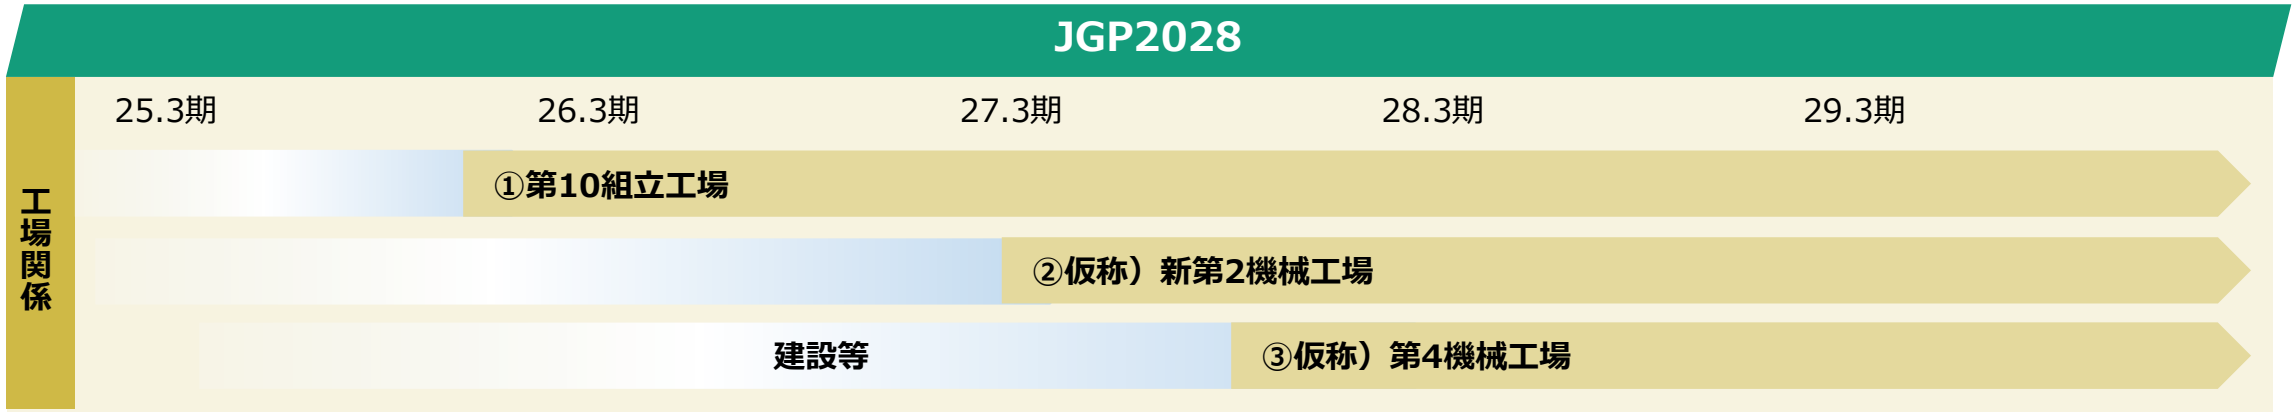 JGP2028
25.3期
26.3期
27.3期
28.3期
29.3期
工場関係
①第10組立工場
②仮称）新第2機械工場
建設等
③仮称）第4機械工場